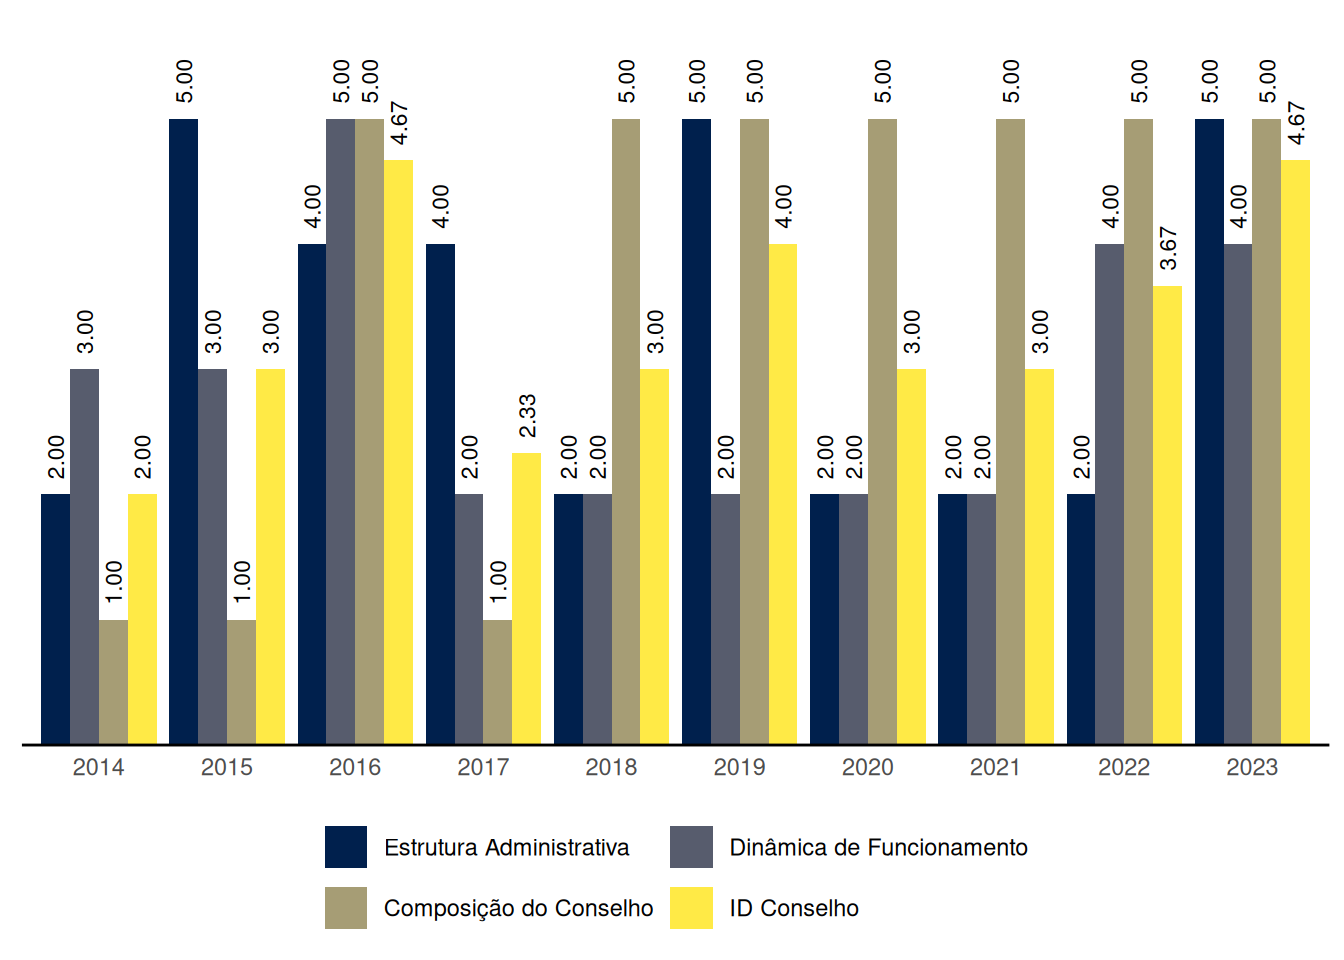 2.00 3.00 1.00 2.00
5.00 3.00 1.00 3.00
4.00 5.00 5.00 4.67
4.00 2.00 1.00 2.33
2.00 2.00 5.00 3.00
5.00 2.00 5.00 4.00
2.00 2.00 5.00 3.00
2.00 2.00 5.00 3.00
2.00 4.00 5.00 3.67
5.00 4.00 5.00 4.67
2014 2015 2016 2017 2018 2019 2020 2021 2022 2023
Estrutura Administrativa Dinâmica de Funcionamento
Composição do Conselho ID Conselho